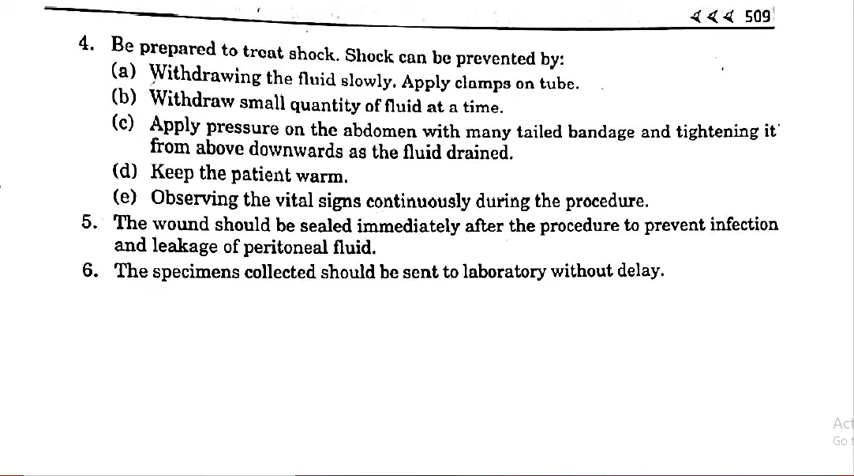 509
4. Be prepared to treat shock. Shock can be prevented by:
(a) Withdrawing the fluid slowly. Apply clamps on tube.
(b) Withdraw small quantity of fluid at a time.
(c) Apply pressure on the abdomen with many tailed bandage and tightening it
from above downwards as the fluid drained.
(d) Keep the patient warm.
(e) Observing the vital signs continuously during the procedure.
5. The wound should be sealed immediately after the procedure to prevent infection
and leakage of peritoneal fluid.
6. The specimens collected should be sent to laboratory without delay.
Act
Go t